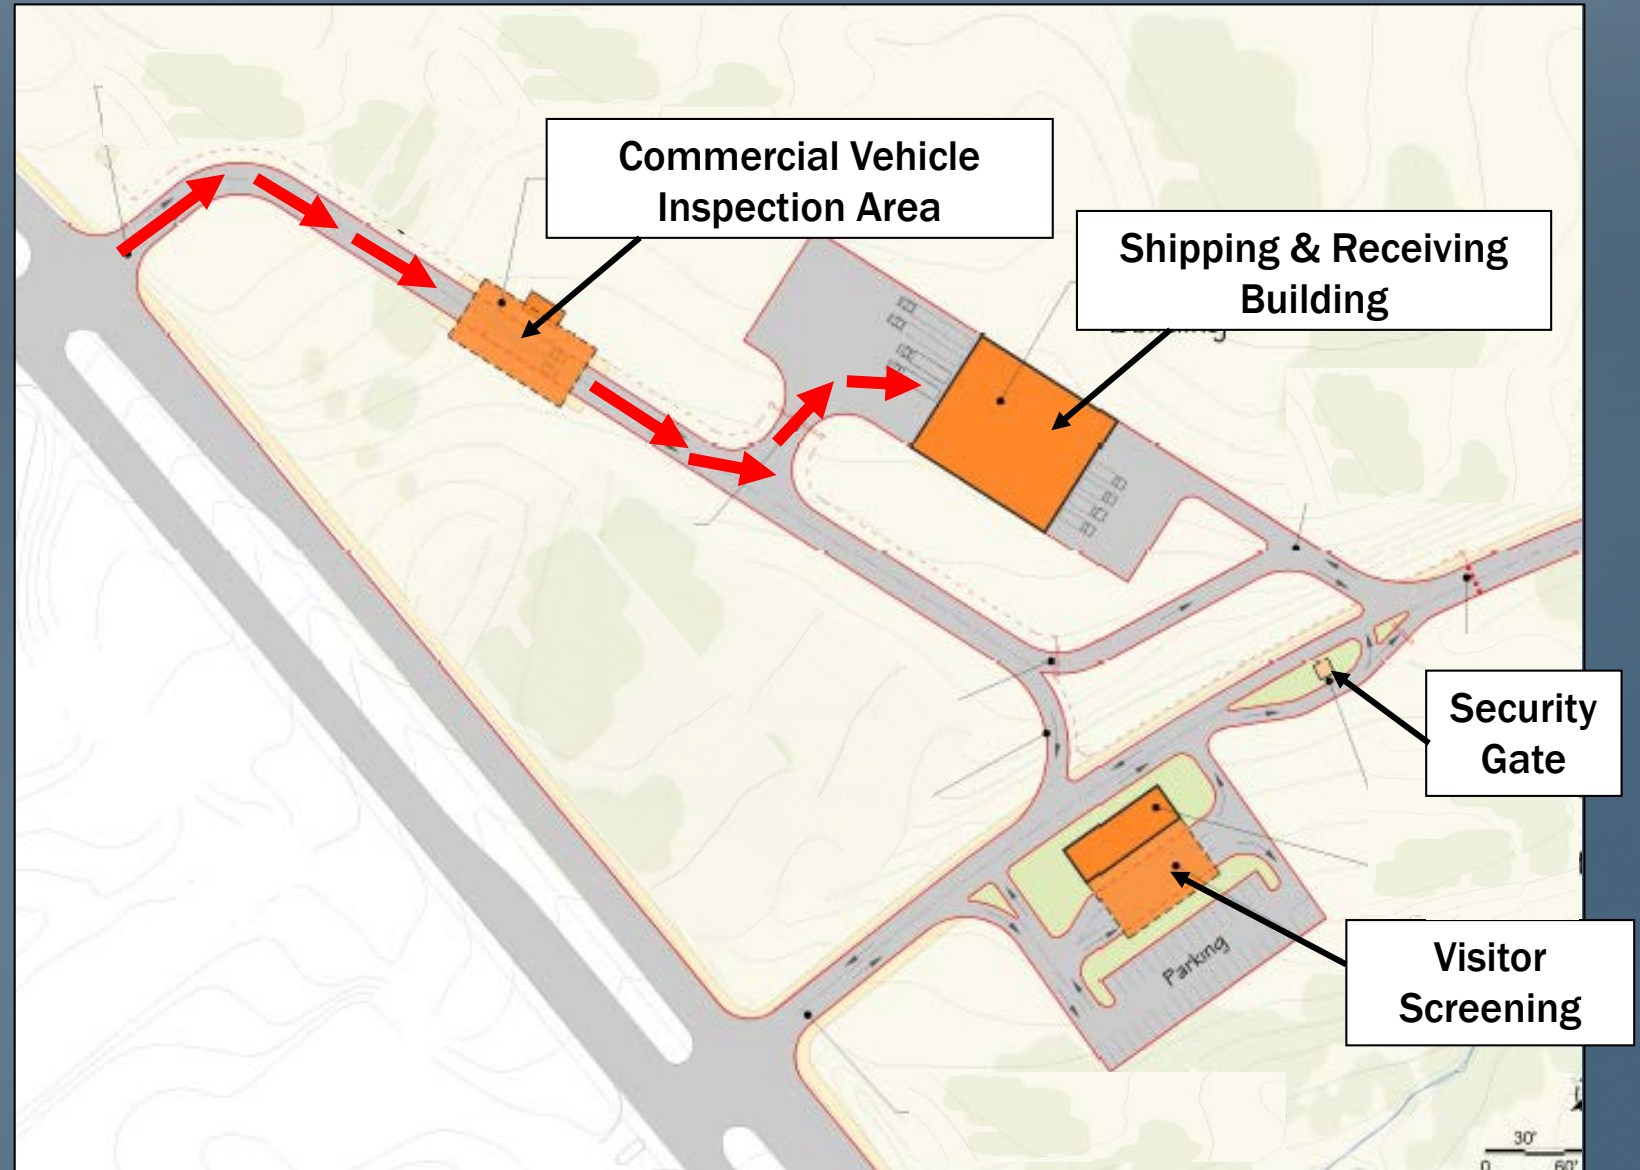 Commercial Vehicle
Inspection Area
Shipping & Receiving
Building
Security
Gate
Visitor
Screening
Parking
30'
0 60'